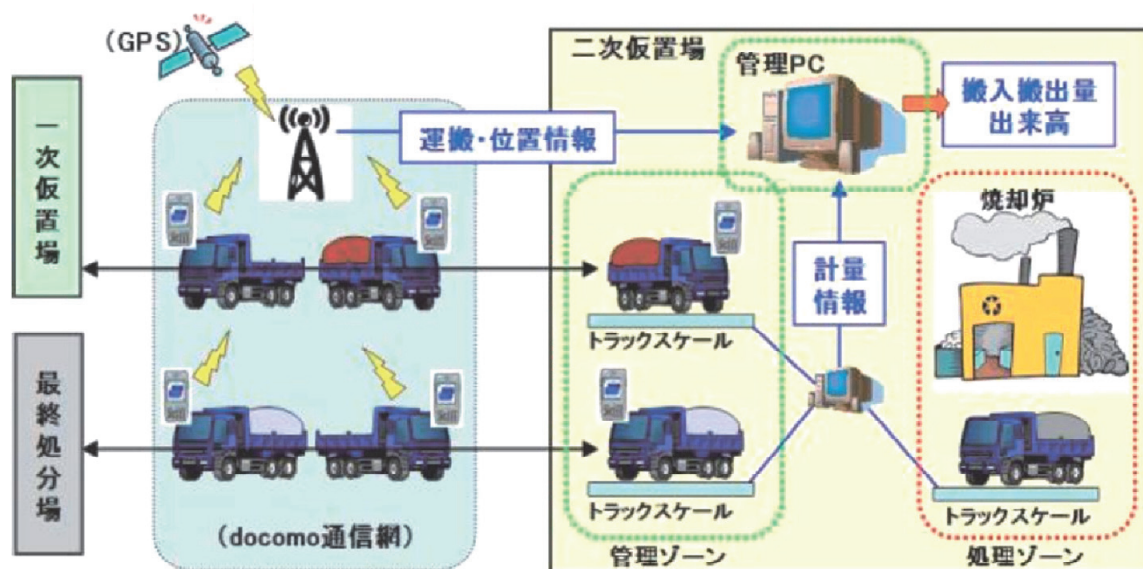 (GPS)
一次仮置場
最終処分場
運搬・位置情報
(docomo通信網)
二次仮置場
管理PC
搬入搬出量
出来高
焼却炉
計量
情報
トラックスケール
トラックスケール
トラックスケール
管理ゾーン
処理ゾーン